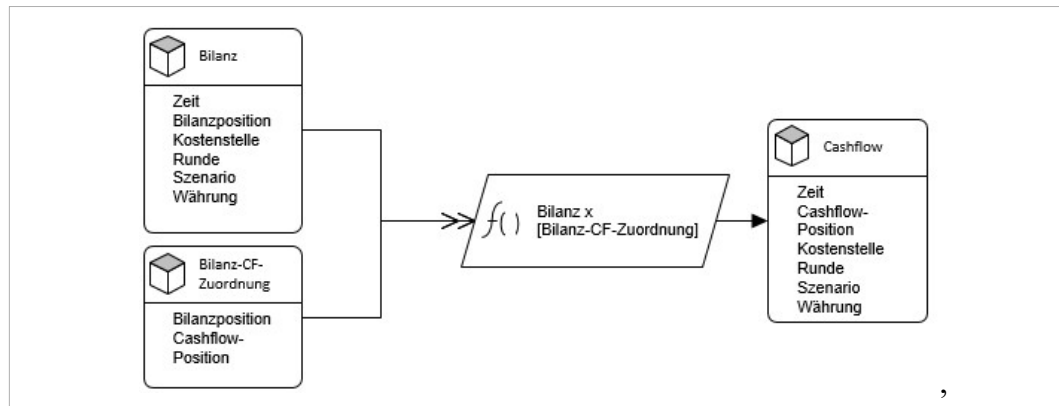 Bilanz
Zeit
Bilanzposition
Kostenstelle
Runde
Szenario
Währung
Bilanz-CF-
Zuordnung
Bilanzposition
Cashflow-
Position
f() Bilanz x
[Bilanz-CF-Zuordnung]
Cashflow
Zeit
Cashflow-
Position
Kostenstelle
Runde
Szenario
Währung
,